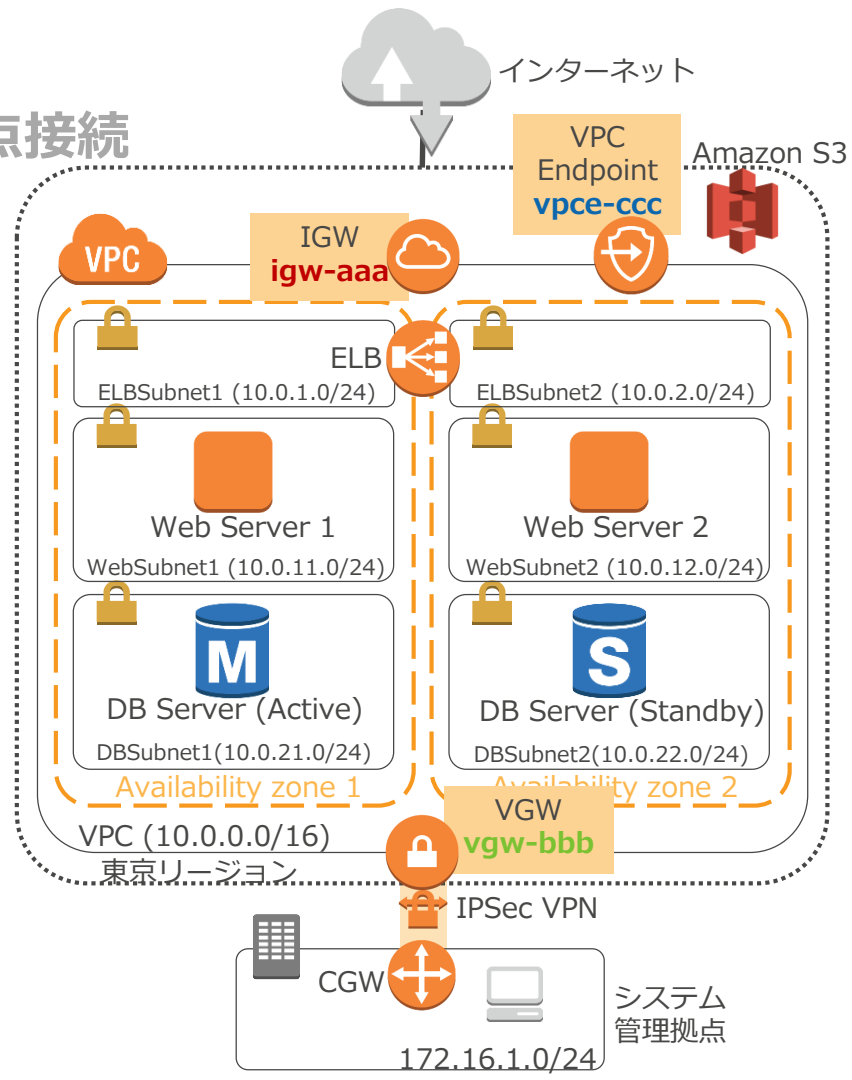 インターネット
点接続
VPC
Endpoint
vpce-ccc
Amazon S3
VPC
IGW
igw-aaa
ELB
ELBSubnet1 (10.0.1.0/24)
ELBSubnet2 (10.0.2.0/24)
Web Server 1
WebSubnet1 (10.0.11.0/24)
Web Server 2
WebSubnet2 (10.0.12.0/24)
M
DB Server (Active)
DBSubnet1(10.0.21.0/24)
S
DB Server (Standby)
DBSubnet2(10.0.22.0/24)
Availability zone 1
Availability zone 2
VGW
vgw-bbb
VPC (10.0.0.0/16)
東京リージョン
IPSec VPN
CGW
システム
管理拠点
172.16.1.0/24